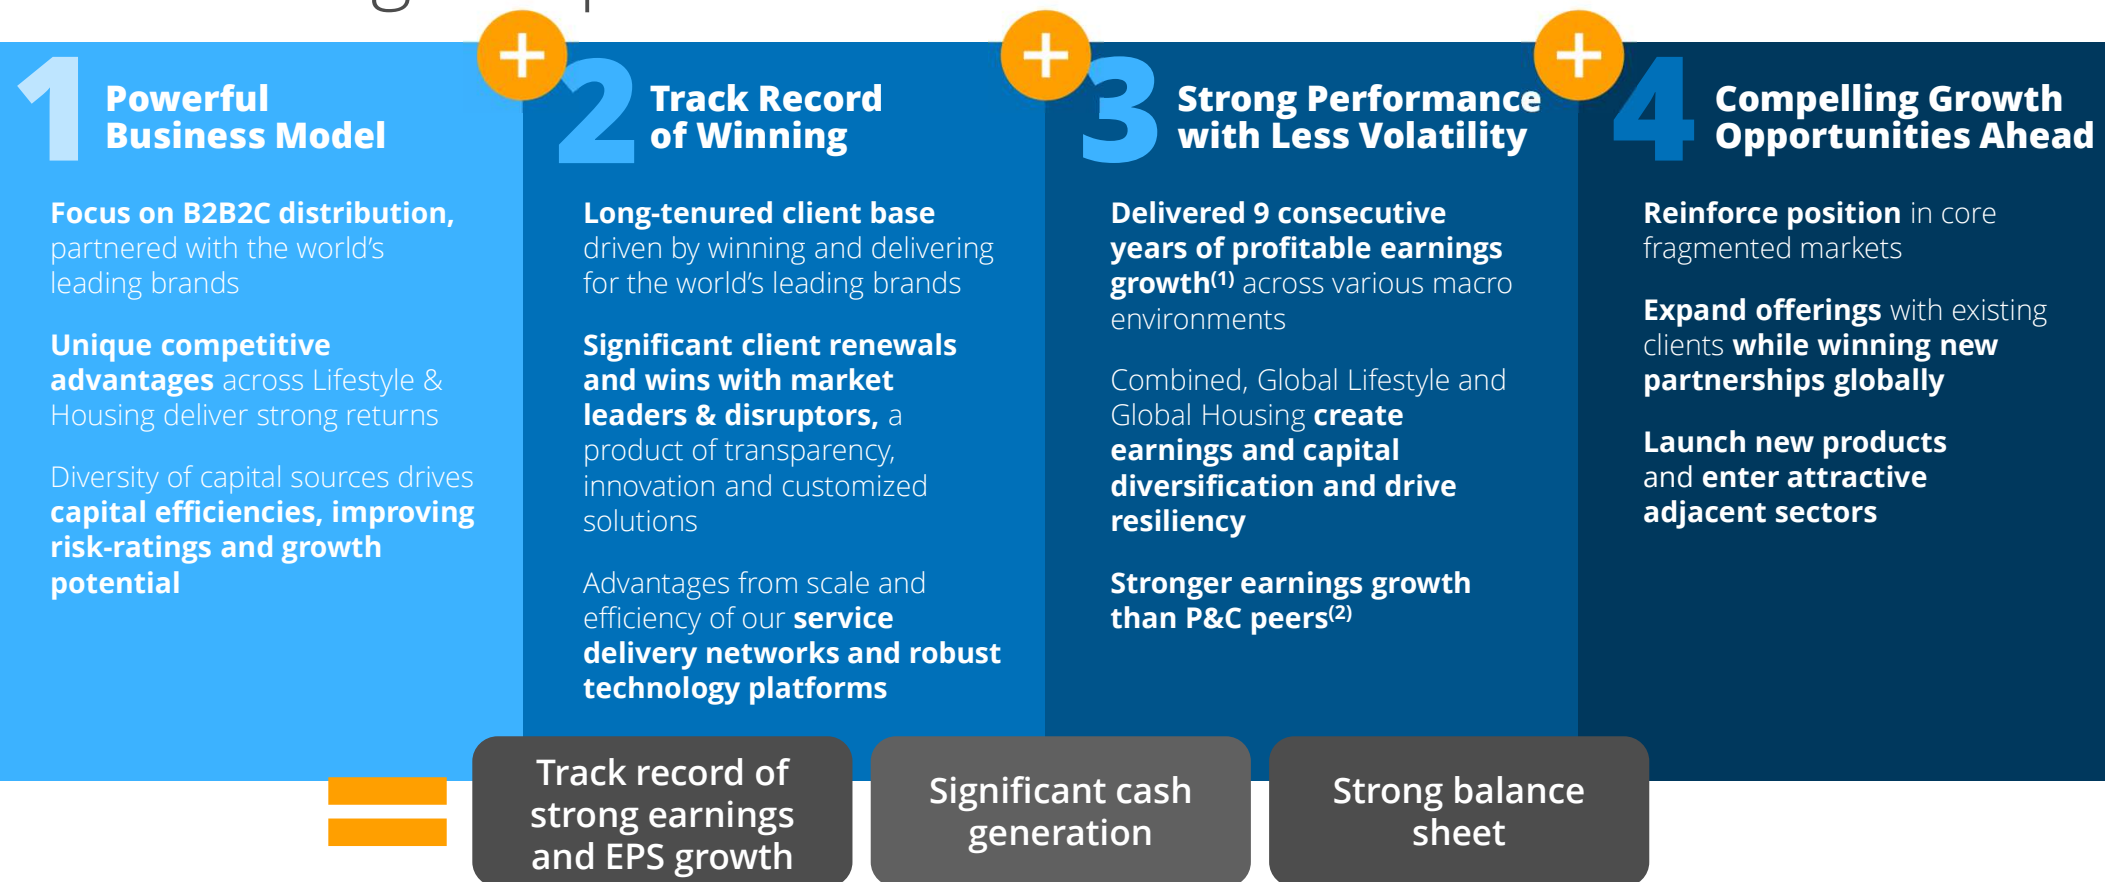 1
Powerful
Business Model
Focus on B2B2C distribution,
partnered with the world's
leading brands
Unique competitive
advantages across Lifestyle &
Housing deliver strong returns
Diversity of capital sources drives
capital efficiencies, improving
risk-ratings and growth
potential
+
2
Track Record
of Winning
Long-tenured client base
driven by winning and delivering
for the world's leading brands
Significant client renewals
and wins with market
leaders & disruptors, a
product of transparency,
innovation and customized
solutions
Advantages from scale and
efficiency of our service
delivery networks and robust
technology platforms
+
3
Strong Performance
with Less Volatility
Delivered 9 consecutive
years of profitable earnings
growth(1) across various macro
environments
Combined, Global Lifestyle and
Global Housing create
earnings and capital
diversification and drive
resiliency
Stronger earnings growth
than P&C peers(2)
+
4
Compelling Growth
Opportunities Ahead
Reinforce position in core
fragmented markets
Expand offerings with existing
clients while winning new
partnerships globally
Launch new products
and enter attractive
adjacent sectors
=
Track record of
strong earnings
and EPS growth
Significant cash
generation
Strong balance
sheet